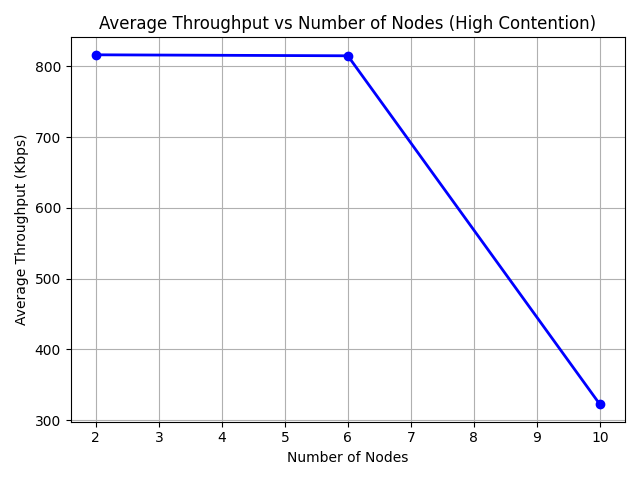 Average Throughput vs Number of Nodes (High Contention)
Average Throughput (Kbps)
800
700
600
500
400
300
2 3 4 5 6 7 8 9 10
Number of Nodes